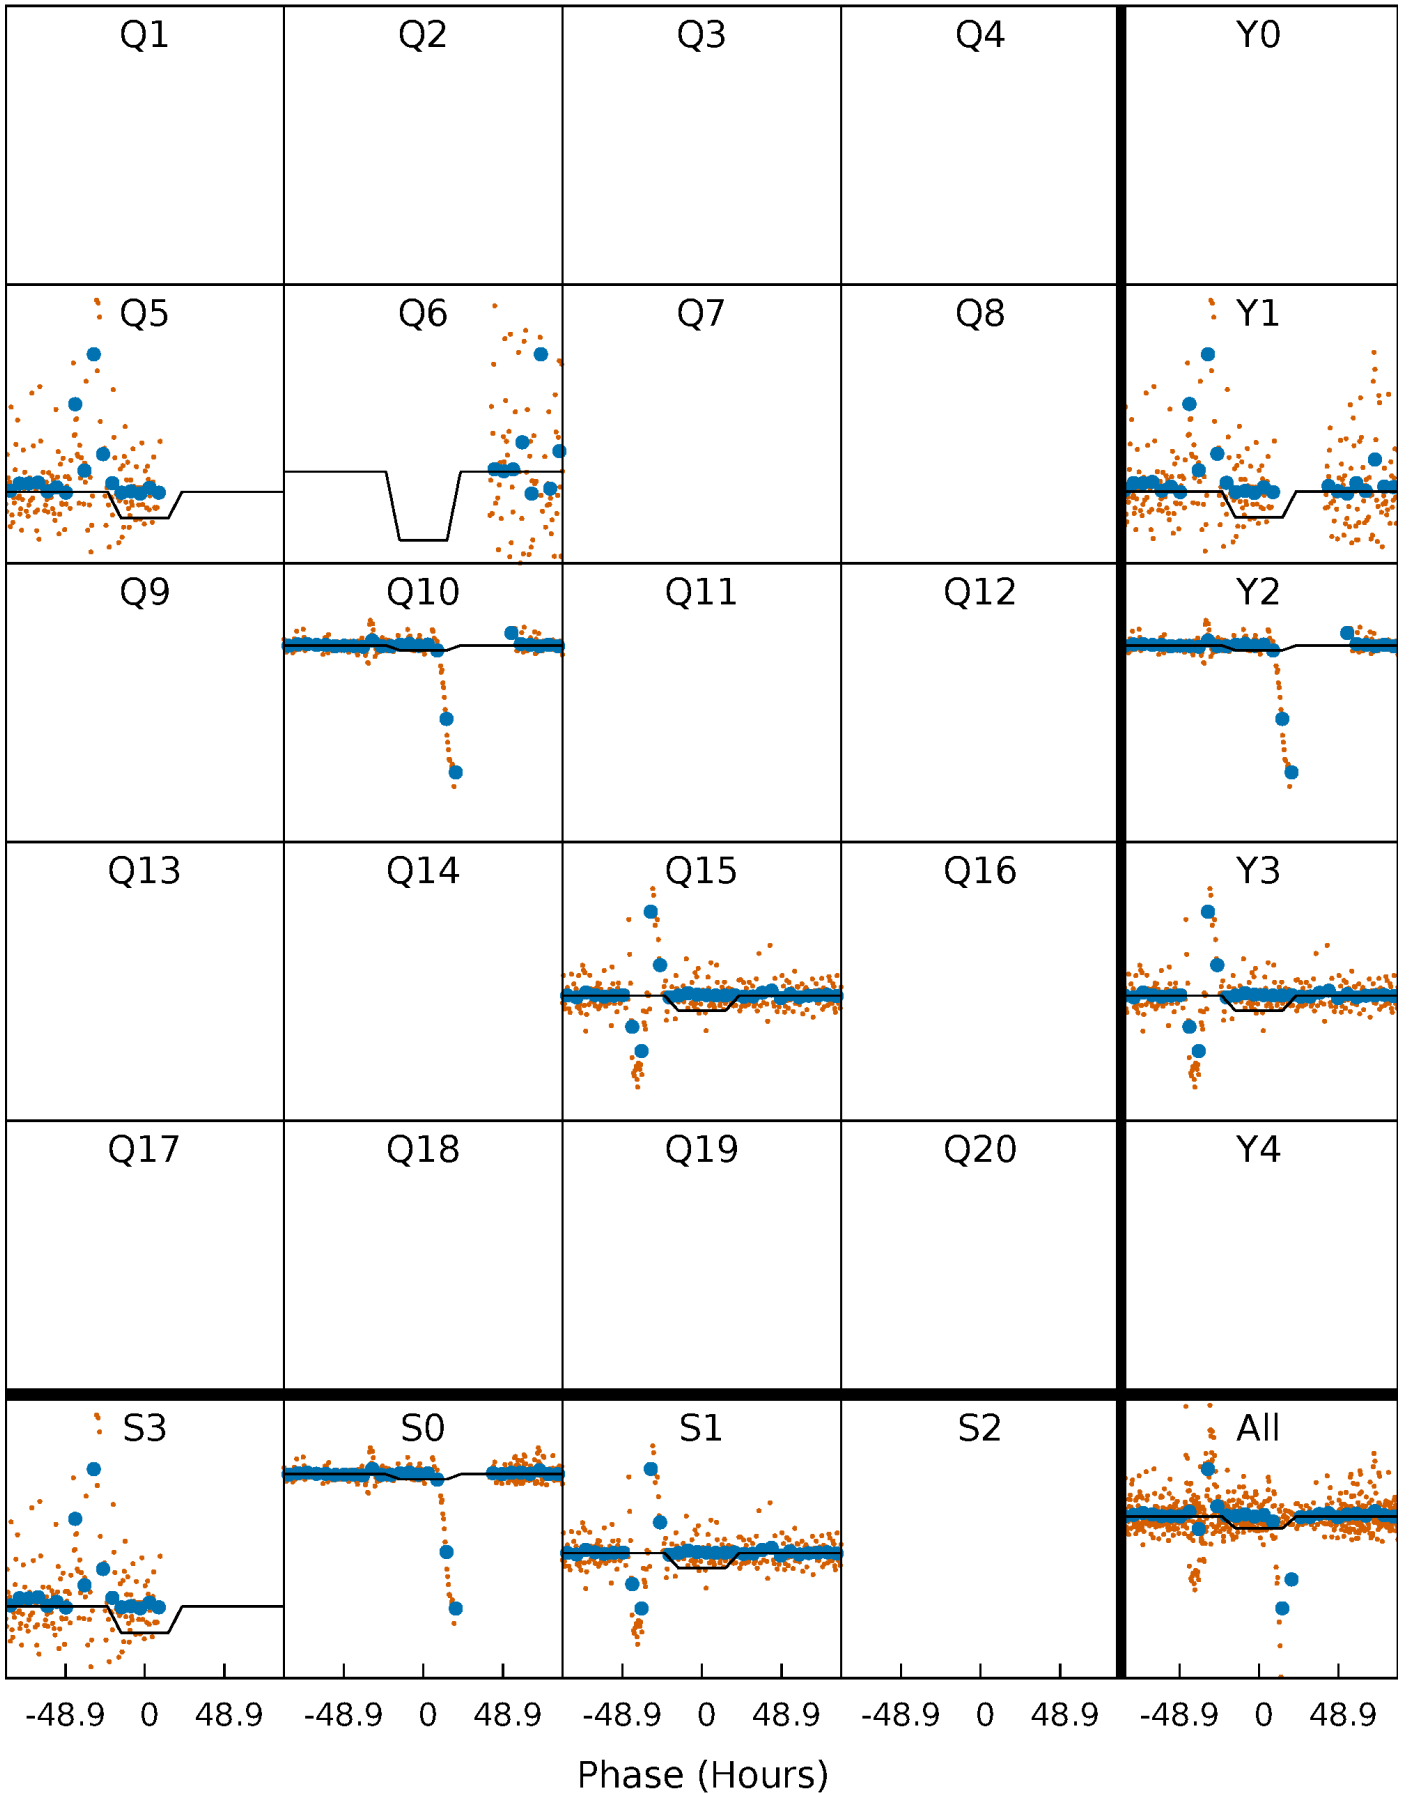 Q1 Q2 Q3 Q4 Y0
Q5 Q6 Q7 Q8 Y1
Q9 Q10 Q11 Q12 Y2
Q13 Q14 Q15 Q16 Y3
Q17 Q18 Q19 Q20 Y4
S3 S0 S1 S2 All
-48.9 0 48.9 -48.9 0 48.9 -48.9 0 48.9 -48.9 0 48.9 -48.9 0 48.9
Phase (Hours)